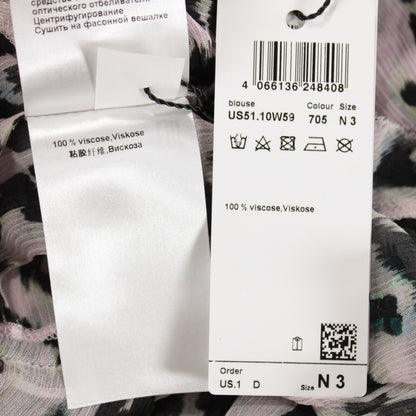 средство
оптического отбеливателя
Центрифугирование
Сушить на фасонной вешалке
100 % viscose,Viskose
粘胶纤维,Вискоза
4 066136 248408
blouse Colour Size
US51.10W59 705 N 3
100 % viscose,Viskose
Order
US.1 D Size N 3